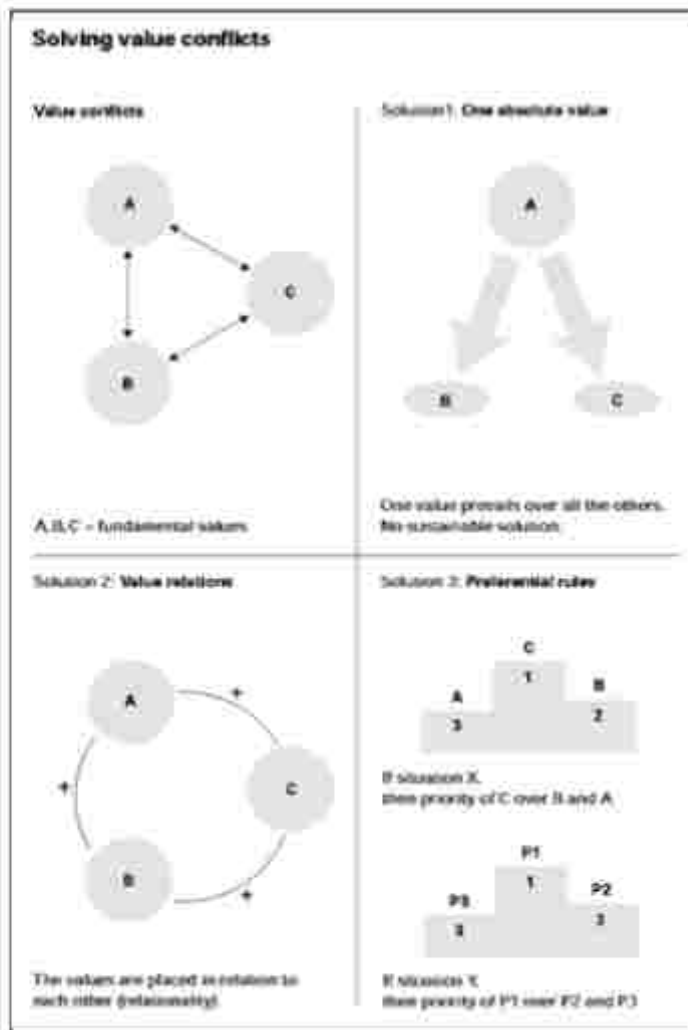 Solving value conflicts
Value conflicts
A
C
B
A, B, C – fundamental values
Solution 1: One absolute value
A
B
C
One value prevails over all the others.
No sustainable solution.
Solution 2: Value relations
A
+
C
+
B
+
The values are placed in relation to
each other (relationality)
Solution 3: Preferential rules
C
1
A
3
B
2
If situation X,
then priority of C over B and A
P1
1
P3
3
P2
If situation Y,
then priority of P1 over P2 and P3